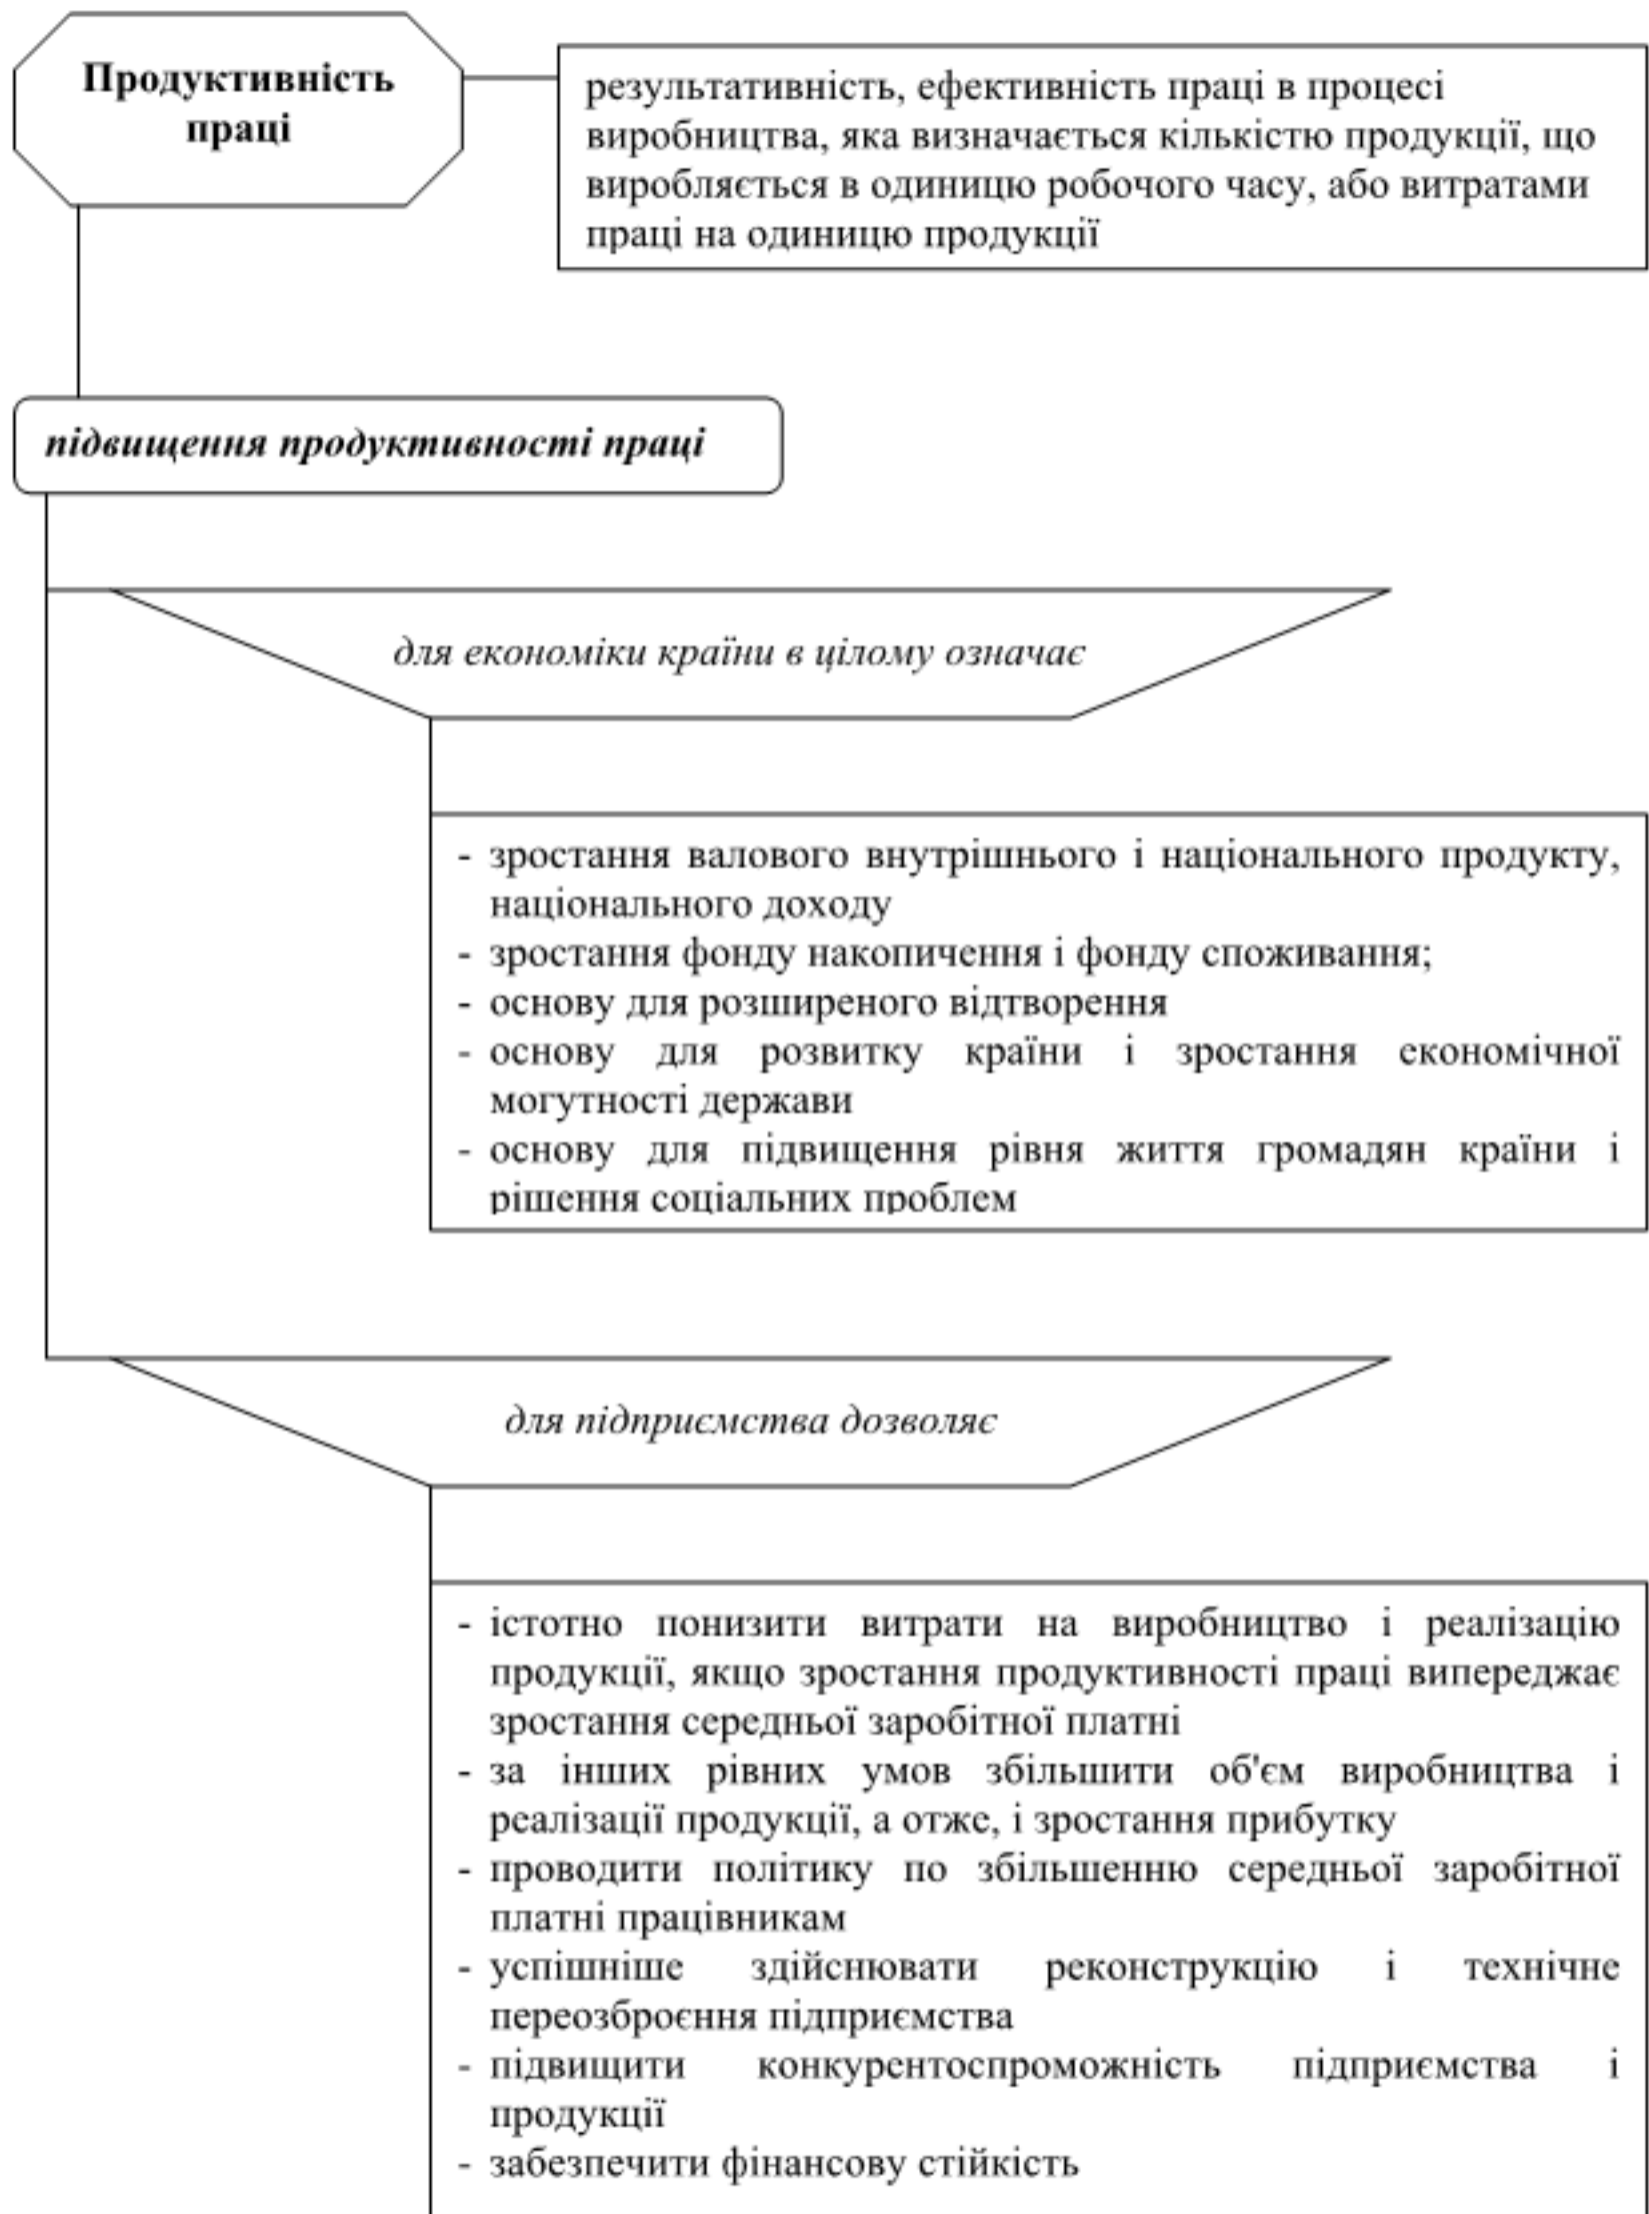 Продуктивність
праці
результативність, ефективність праці в процесі
виробництва, яка визначається кількістю продукції, що
виробляється в одиницю робочого часу, або витратами
праці на одиницю продукції
підвищення продуктивності праці
для економіки країни в цілому означає
- зростання валового внутрішнього і національного продукту,
національного доходу
- зростання фонду накопичення і фонду споживання;
- основу для розширеного відтворення
- основу для розвитку країни і зростання економічної
могутності держави
- основу для підвищення рівня життя громадян країни і
рішення соціальних проблем
для підприємства дозволяє
- істотно понизити витрати на виробництво і реалізацію
продукції, якщо зростання продуктивності праці випереджає
зростання середньої заробітної платні
- за інших рівних умов збільшити об'єм виробництва і
реалізації продукції, а отже, і зростання прибутку
- проводити політику по збільшенню середньої заробітної
платні працівникам
- успішніше здійснювати реконструкцію і технічне
переозброєння підприємства
- підвищити конкурентоспроможність підприємства і
продукції
- забезпечити фінансову стійкість